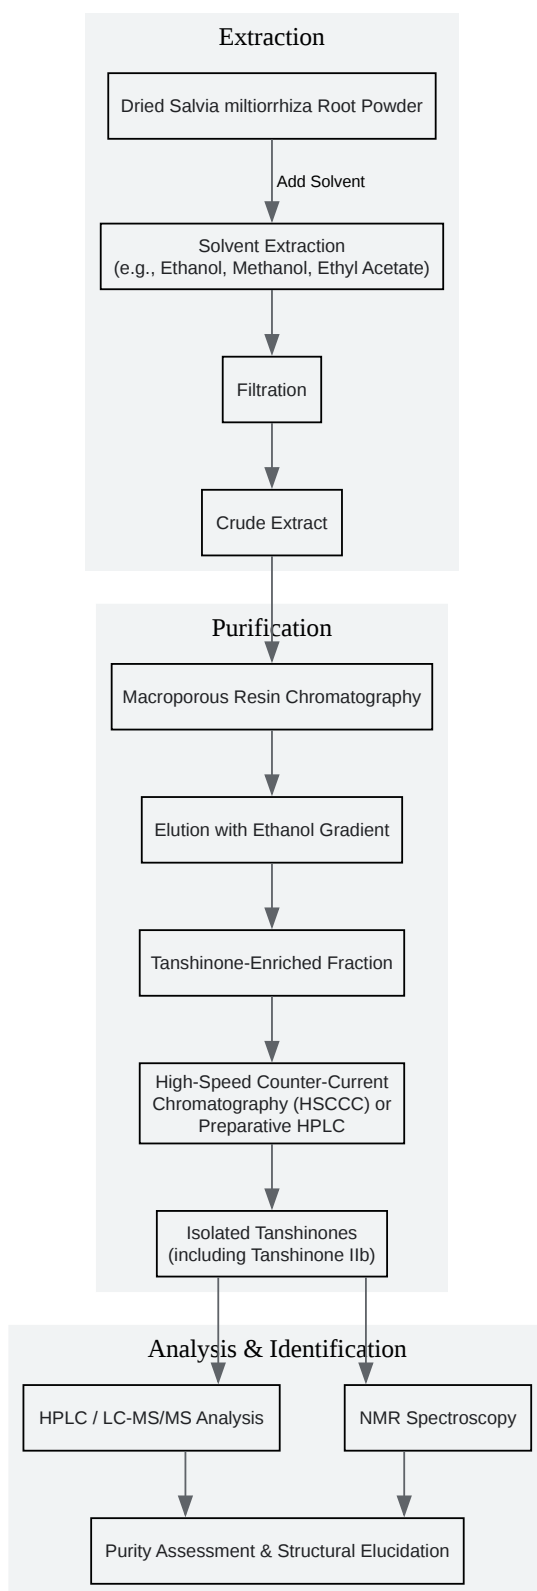 Extraction
Dried Salvia miltiorrhiza Root Powder
Add Solvent
Solvent Extraction
(e.g., Ethanol, Methanol, Ethyl Acetate)
Filtration
Crude Extract
Purification
Macroporous Resin Chromatography
Elution with Ethanol Gradient
Tanshinone-Enriched Fraction
High-Speed Counter-Current
Chromatography (HSCCC) or
Preparative HPLC
Isolated Tanshinones
(including Tanshinone IIb)
Analysis & Identification
HPLC / LC-MS/MS Analysis
NMR Spectroscopy
Purity Assessment & Structural Elucidation